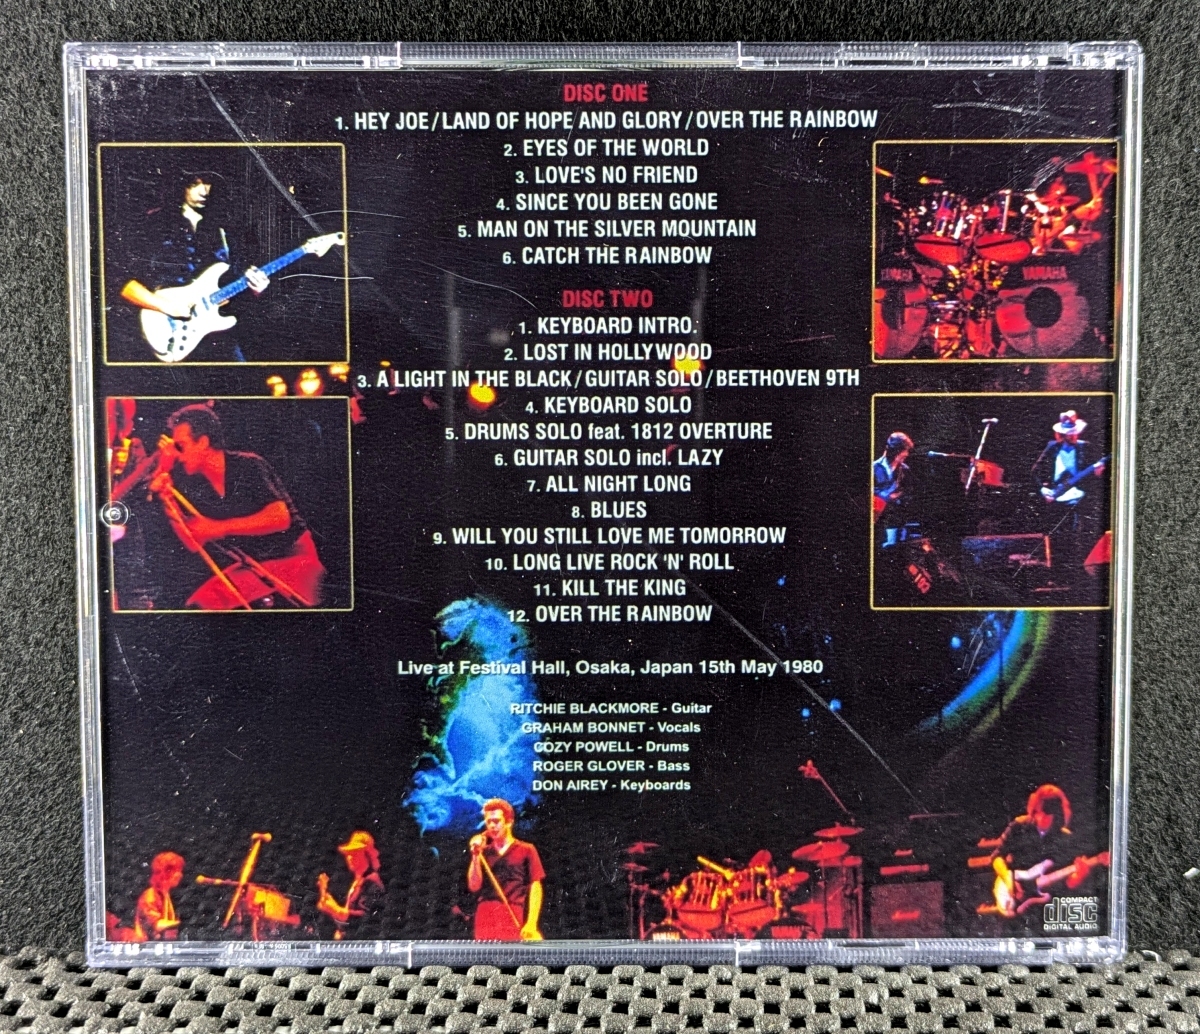 DISC ONE
1. HEY JOE/LAND OF HOPE AND GLORY/OVER THE RAINBOW
2. EYES OF THE WORLD
3. LOVE'S NO FRIEND
4. SINCE YOU BEEN GONE
5. MAN ON THE SILVER MOUNTAIN
6. CATCH THE RAINBOW
YAMAHA YAMAHA
DISC TWO
1. KEYBOARD INTRO.
2. LOST IN HOLLYWOOD
3. A LIGHT IN THE BLACK/GUITAR SOLO/BEETHOVEN 9TH
4. KEYBOARD SOLO
5. DRUMS SOLO feat. 1812 OVERTURE
6. GUITAR SOLO incl. LAZY
7. ALL NIGHT LONG
8. BLUES
9. WILL YOU STILL LOVE ME TOMORROW
10. LONG LIVE ROCK 'N' ROLL
11. KILL THE KING
12. OVER THE RAINBOW
Live at Festival Hall, Osaka, Japan 15th May 1980
RITCHIE BLACKMORE - Guitar
GRAHAM BONNET - Vocals
COZY POWELL - Drums
ROGER GLOVER - Bass
DON AIREY - Keyboards
COMPACT
disc
DIGITAL AUDIO
YAMAHA